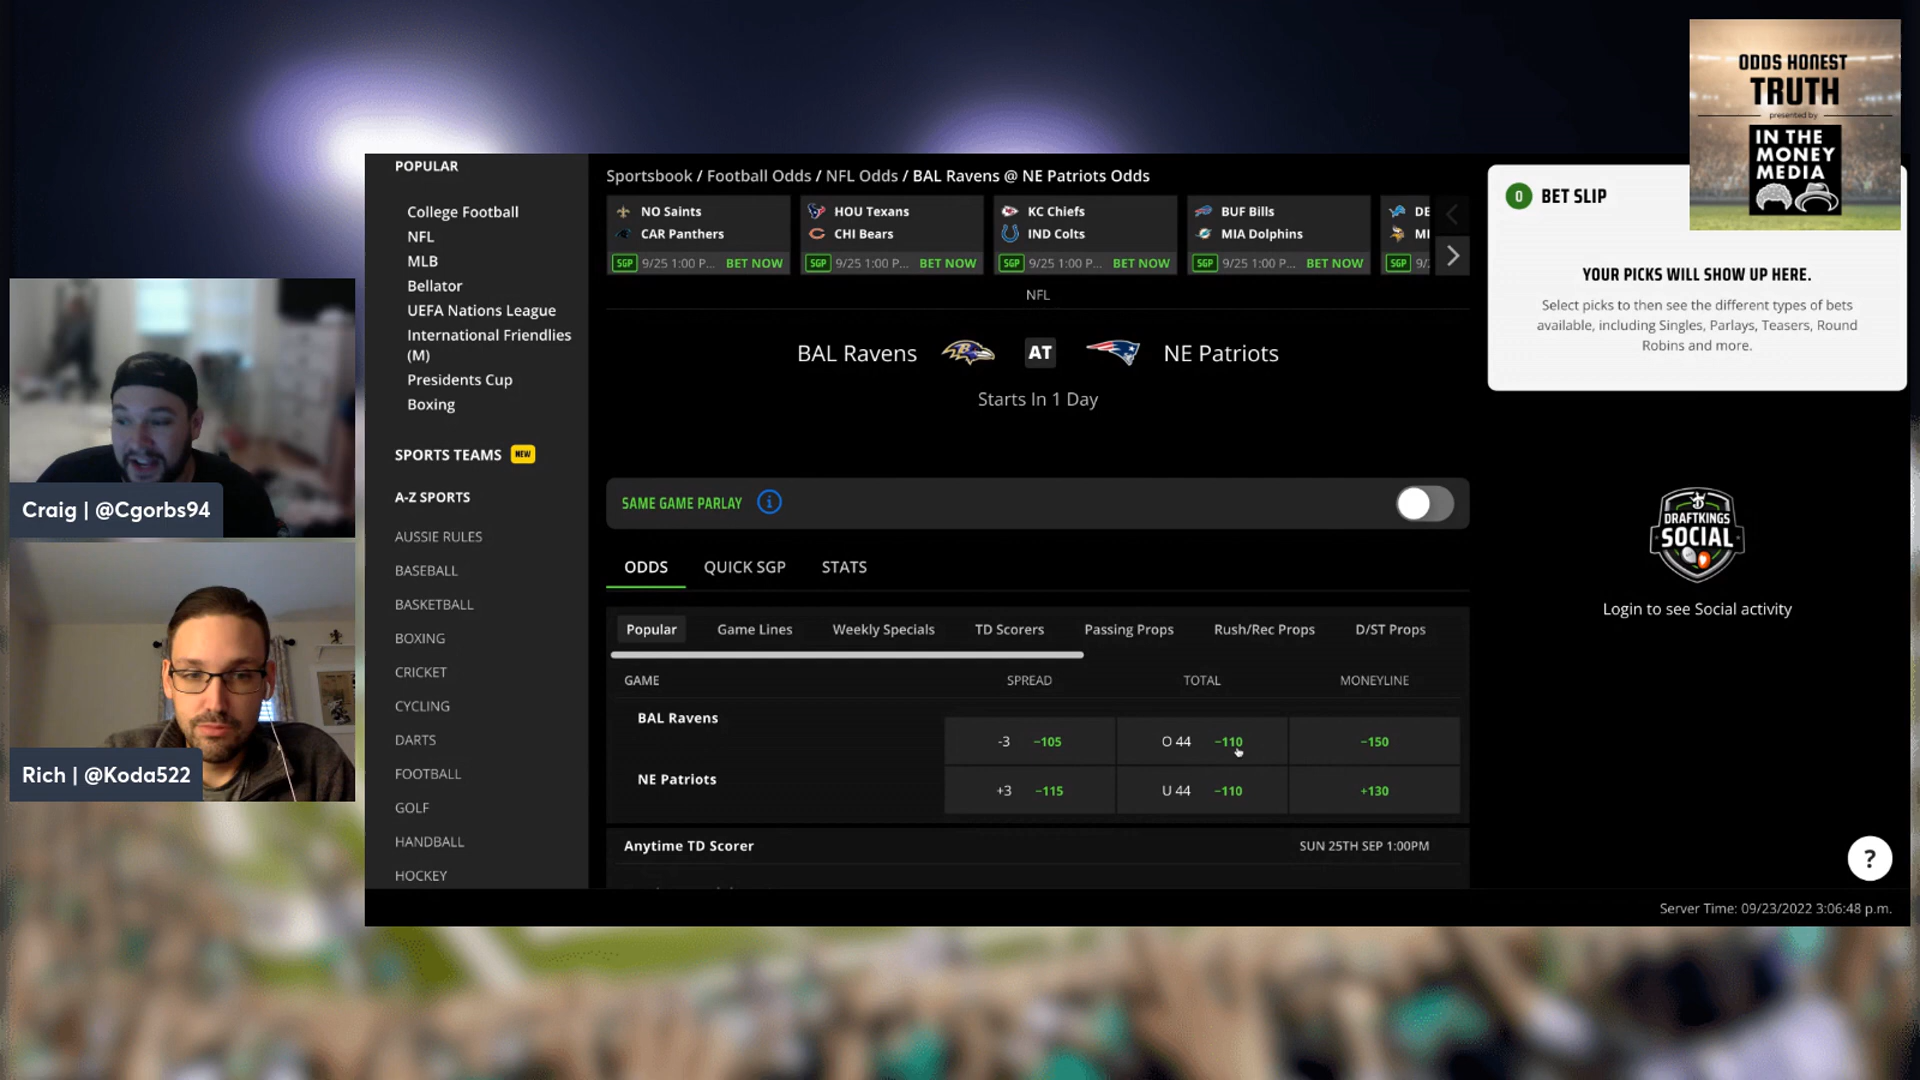 ODDS HONEST
TRUTH
presented by
IN THE
MONEY
MEDIA
POPULAR
College Football
NFL
MLB
Bellator
UEFA Nations League
International Friendlies
(M)
Presidents Cup
Boxing
SPORTS TEAMS NEW
A-Z SPORTS
AUSSIE RULES
BASEBALL
BASKETBALL
BOXING
CRICKET
CYCLING
DARTS
FOOTBALL
GOLF
HANDBALL
HOCKEY
Sportsbook / Football Odds / NFL Odds / BAL Ravens @ NE Patriots Odds
NO Saints
CAR Panthers
SGP 9/25 1:00 P... BET NOW
HOU Texans
CHI Bears
SGP 9/25 1:00 P... BET NOW
KC Chiefs
IND Colts
SGP 9/25 1:00 P... BET NOW
BUF Bills
MIA Dolphins
SGP 9/25 1:00 P... BET NOW
DE
MI
SGP 9/
NFL
BAL Ravens AT NE Patriots
Starts In 1 Day
SAME GAME PARLAY i
ODDS QUICK SGP STATS
Popular Game Lines Weekly Specials TD Scorers Passing Props Rush/Rec Props D/ST Props
GAME SPREAD TOTAL MONEYLINE
BAL Ravens
-3 −105 O 44 −110 −150
NE Patriots
+3 −115 U 44 −110 +130
Anytime TD Scorer SUN 25TH SEP 1:00PM
0 BET SLIP
YOUR PICKS WILL SHOW UP HERE.
Select picks to then see the different types of bets
available, including Singles, Parlays, Teasers, Round
Robins and more.
DRAFTKINGS
SOCIAL
Login to see Social activity
?
Server Time: 09/23/2022 3:06:48 p.m.
Craig | @Cgorbs94
Rich | @Koda522